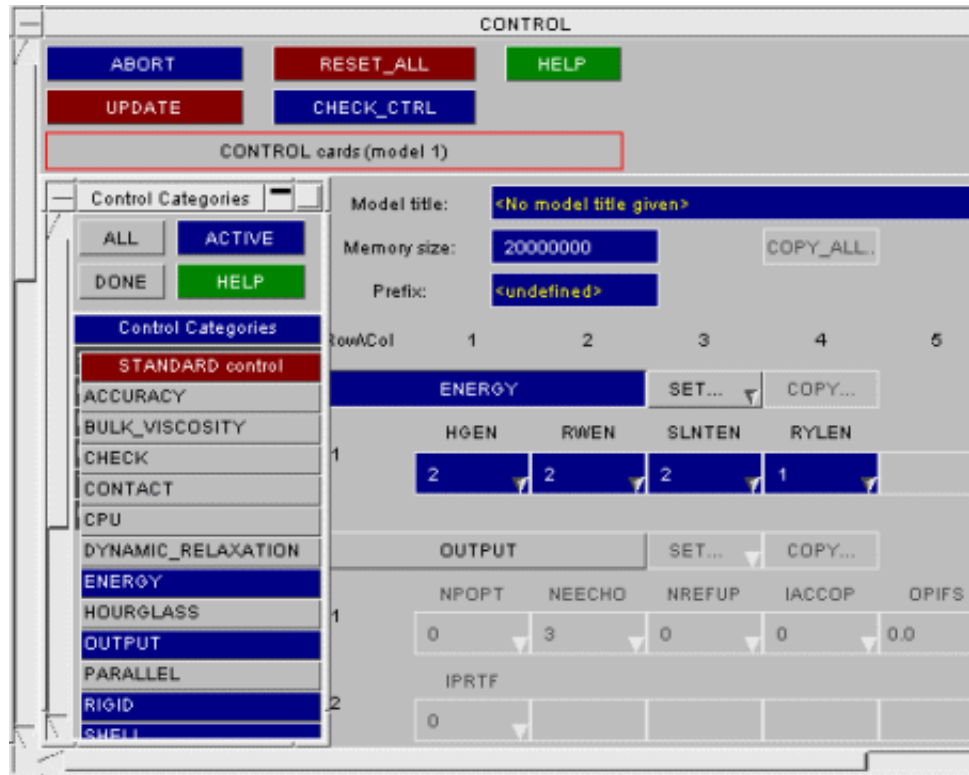 CONTROL
ABORT RESET_ALL HELP
UPDATE CHECK_CTRL
CONTROL cards (model 1)
Control Categories
ALL ACTIVE
DONE HELP
Control Categories
STANDARD control
ACCURACY
BULK_VISCOSITY
CHECK
CONTACT
CPU
DYNAMIC_RELAXATION
ENERGY
HOURGLASS
OUTPUT
PARALLEL
RIGID
SHELL
Model title: <No model title given>
Memory size: 20000000 COPY_ALL..
Prefix: <undefined>
Row\Col 1 2 3 4 5
ENERGY SET... COPY...
HGEN RWEN SLNTEN RYLEN
1 2 2 2 1
OUTPUT SET... COPY...
NPOPT NEECHO NREFUP IACCOP OPIFS
1 0 3 0 0 0.0
IPRTF
2 0